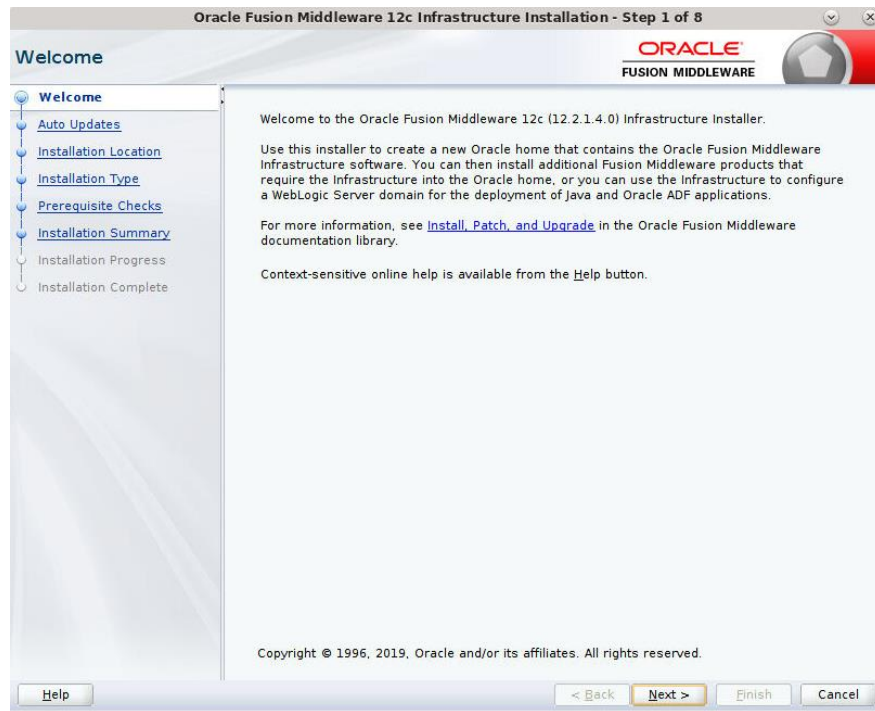 Oracle Fusion Middleware 12c Infrastructure Installation - Step 1 of 8
Welcome
ORACLE
FUSION MIDDLEWARE
Welcome
Auto Updates
Installation Location
Installation Type
Prerequisite Checks
Installation Summary
Installation Progress
Installation Complete
Welcome to the Oracle Fusion Middleware 12c (12.2.1.4.0) Infrastructure Installer.
Use this installer to create a new Oracle home that contains the Oracle Fusion Middleware
Infrastructure software. You can then install additional Fusion Middleware products that
require the Infrastructure into the Oracle home, or you can use the Infrastructure to configure
a WebLogic Server domain for the deployment of Java and Oracle ADF applications.
For more information, see Install, Patch, and Upgrade in the Oracle Fusion Middleware
documentation library.
Context-sensitive online help is available from the Help button.
Copyright © 1996, 2019, Oracle and/or its affiliates. All rights reserved.
Help
< Back
Next >
Finish
Cancel